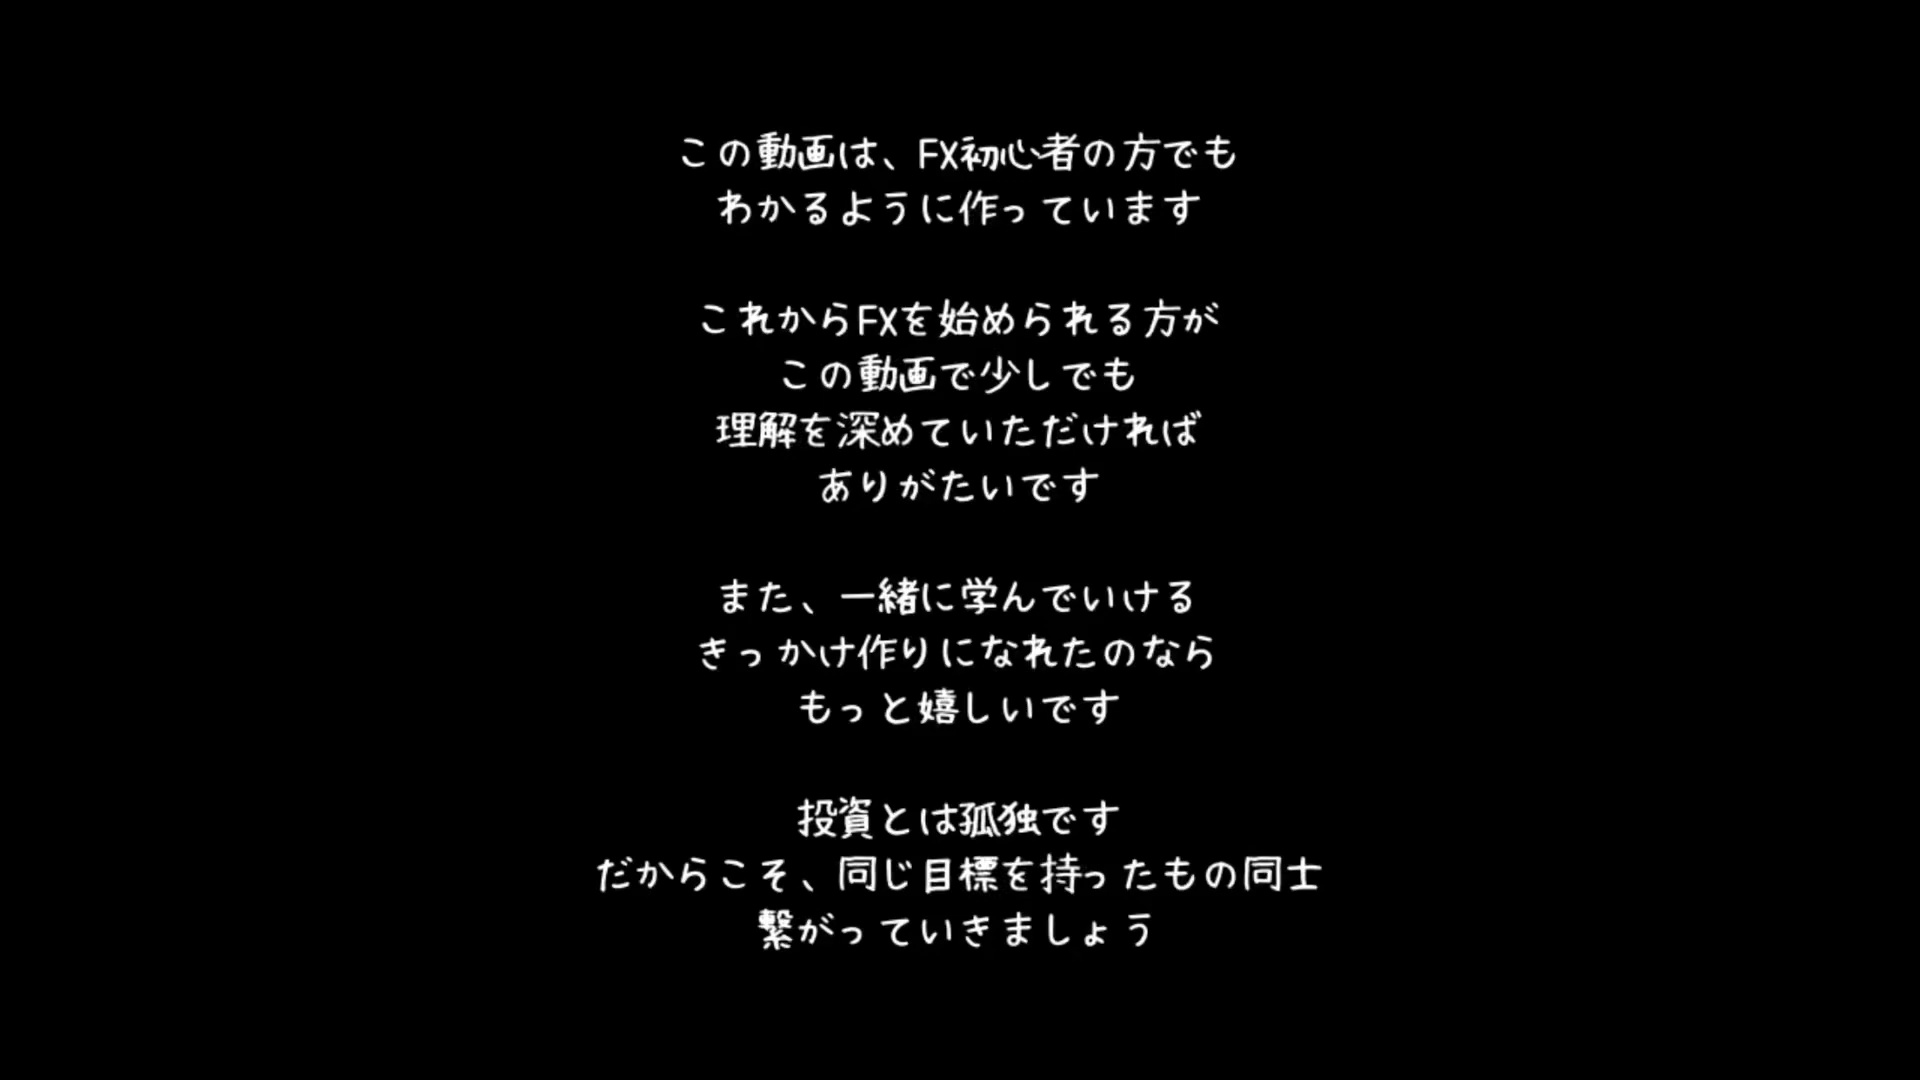 この動画は、FX初心者の方でも
わかるように作っています
これからFXを始められる方が
この動画で少しでも
理解を深めていただければ
ありがたいです
また、一緒に学んでいける
きっかけ作りになれたのなら
もっと嬉しいです
投資とは孤独です
だからこそ、同じ目標を持ったもの同士
繋がっていきましょう